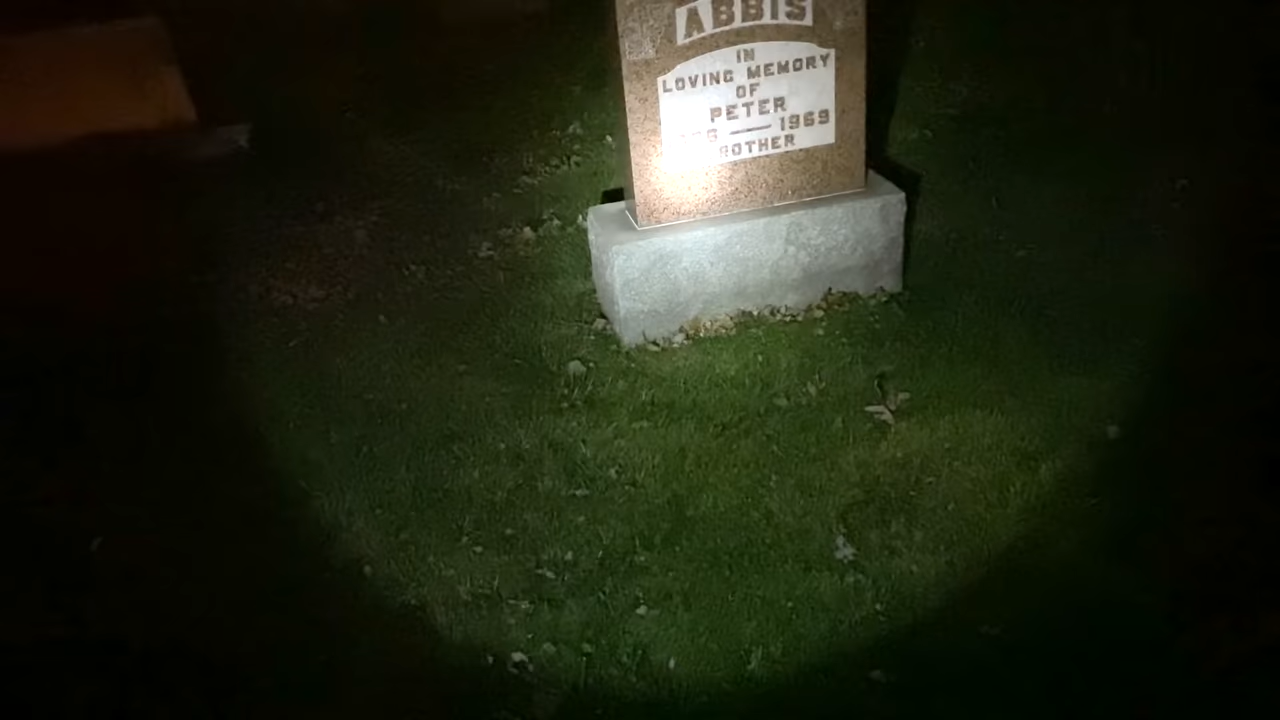 ABBIS
IN
LOVING MEMORY
OF
PETER
— 1969